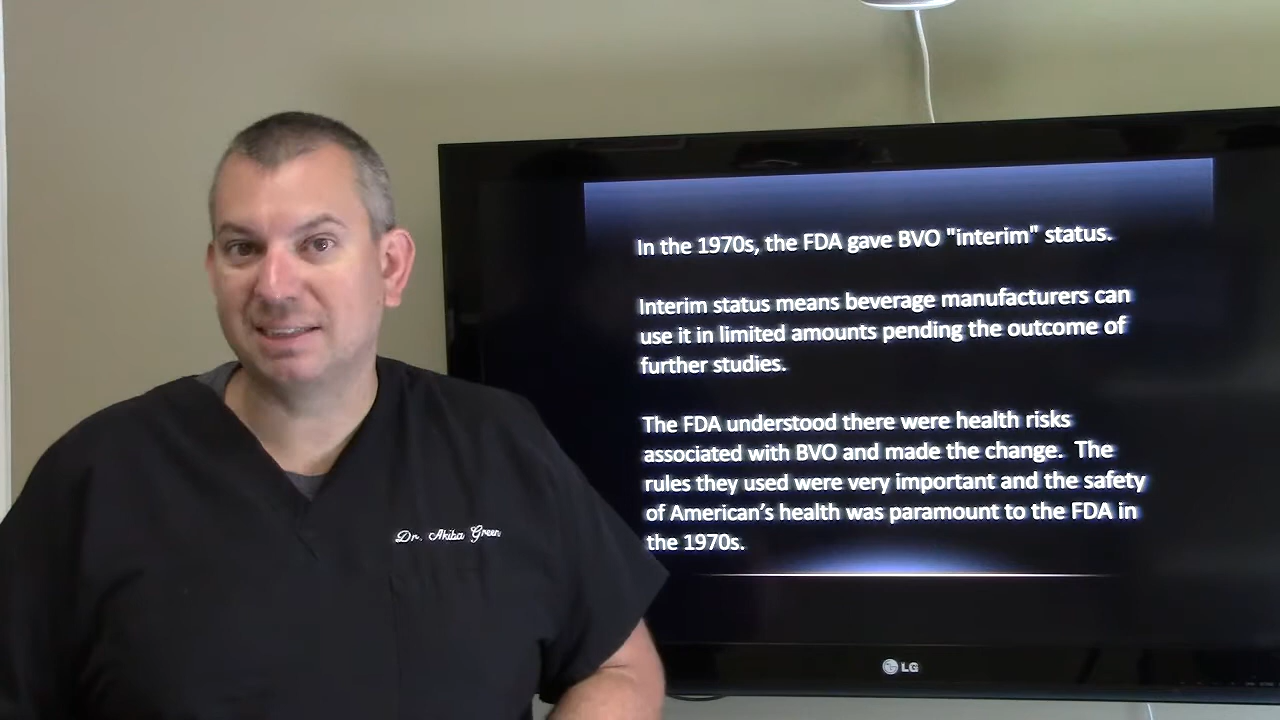 In the 1970s, the FDA gave BVO "interim" status.
Interim status means beverage manufacturers can
use it in limited amounts pending the outcome of
further studies.
The FDA understood there were health risks
associated with BVO and made the change.  The
rules they used were very important and the safety
of American’s health was paramount to the FDA in
the 1970s.
Dr. Akiba Green
LG